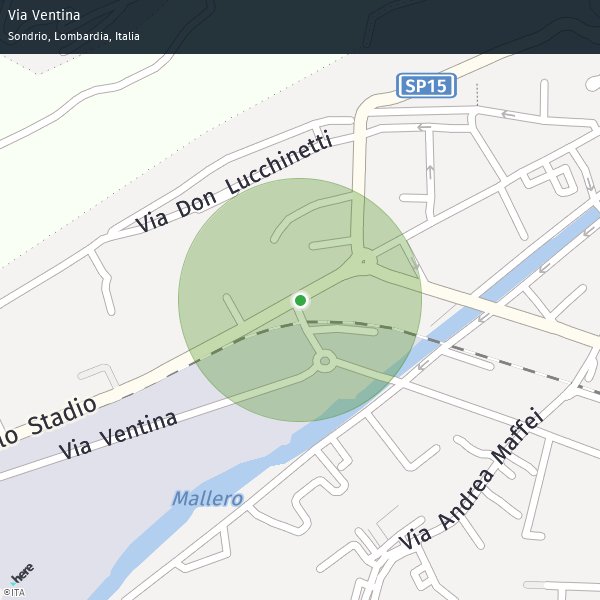 Via Ventina
Sondrio, Lombardia, Italia
SP15
Via Don Lucchinetti
lo Stadio
Via Ventina
Mallero
Via Andrea Maffei
here
©ITA